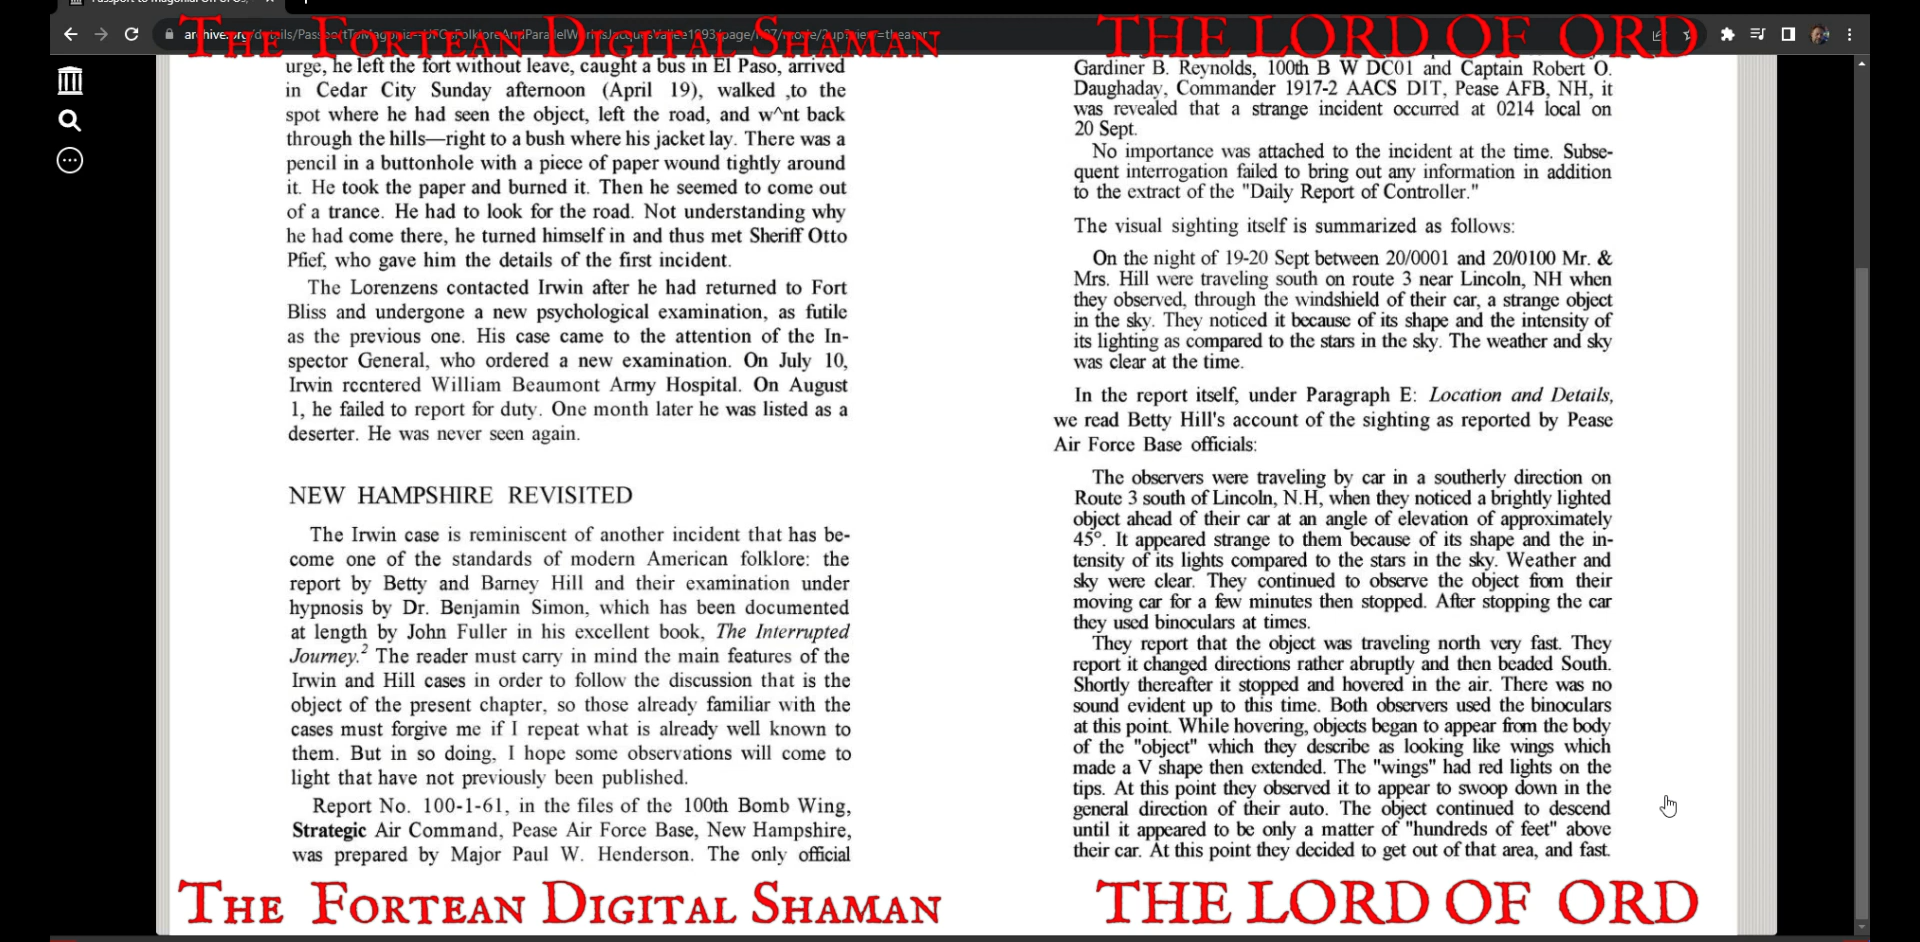 Passport to Magonia: On UFOs,
archive.org/details/PassportToMagonia
THE FORTEAN DIGITAL SHAMAN
THE LORD OF ORD
urge, he left the fort without leave, caught a bus in El Paso, arrived
in Cedar City Sunday afternoon (April 19), walked ,to the
spot where he had seen the object, left the road, and w^nt back
through the hills—right to a bush where his jacket lay. There was a
pencil in a buttonhole with a piece of paper wound tightly around
it. He took the paper and burned it. Then he seemed to come out
of a trance. He had to look for the road. Not understanding why
he had come there, he turned himself in and thus met Sheriff Otto
Pfief, who gave him the details of the first incident.
The Lorenzens contacted Irwin after he had returned to Fort
Bliss and undergone a new psychological examination, as futile
as the previous one. His case came to the attention of the In-
spector General, who ordered a new examination. On July 10,
Irwin rccntered William Beaumont Army Hospital. On August
1, he failed to report for duty. One month later he was listed as a
deserter. He was never seen again.
NEW HAMPSHIRE REVISITED
The Irwin case is reminiscent of another incident that has be-
come one of the standards of modern American folklore: the
report by Betty and Barney Hill and their examination under
hypnosis by Dr. Benjamin Simon, which has been documented
at length by John Fuller in his excellent book, The Interrupted
Journey.2 The reader must carry in mind the main features of the
Irwin and Hill cases in order to follow the discussion that is the
object of the present chapter, so those already familiar with the
cases must forgive me if I repeat what is already well known to
them. But in so doing, I hope some observations will come to
light that have not previously been published.
Report No. 100-1-61, in the files of the 100th Bomb Wing,
Strategic Air Command, Pease Air Force Base, New Hampshire,
was prepared by Major Paul W. Henderson. The only official
Gardiner B. Reynolds, 100th B W DC01 and Captain Robert O.
Daughaday, Commander 1917-2 AACS DIT, Pease AFB, NH, it
was revealed that a strange incident occurred at 0214 local on
20 Sept.
No importance was attached to the incident at the time. Subse-
quent interrogation failed to bring out any information in addition
to the extract of the "Daily Report of Controller."
The visual sighting itself is summarized as follows:
On the night of 19-20 Sept between 20/0001 and 20/0100 Mr. &
Mrs. Hill were traveling south on route 3 near Lincoln, NH when
they observed, through the windshield of their car, a strange object
in the sky. They noticed it because of its shape and the intensity of
its lighting as compared to the stars in the sky. The weather and sky
was clear at the time.
In the report itself, under Paragraph E: Location and Details,
we read Betty Hill's account of the sighting as reported by Pease
Air Force Base officials:
The observers were traveling by car in a southerly direction on
Route 3 south of Lincoln, N.H, when they noticed a brightly lighted
object ahead of their car at an angle of elevation of approximately
45°. It appeared strange to them because of its shape and the in-
tensity of its lights compared to the stars in the sky. Weather and
sky were clear. They continued to observe the object from their
moving car for a few minutes then stopped. After stopping the car
they used binoculars at times.
They report that the object was traveling north very fast. They
report it changed directions rather abruptly and then beaded South.
Shortly thereafter it stopped and hovered in the air. There was no
sound evident up to this time. Both observers used the binoculars
at this point. While hovering, objects began to appear from the body
of the "object" which they describe as looking like wings which
made a V shape then extended. The "wings" had red lights on the
tips. At this point they observed it to appear to swoop down in the
general direction of their auto. The object continued to descend
until it appeared to be only a matter of "hundreds of feet" above
their car. At this point they decided to get out of that area, and fast.
THE FORTEAN DIGITAL SHAMAN
THE LORD OF ORD